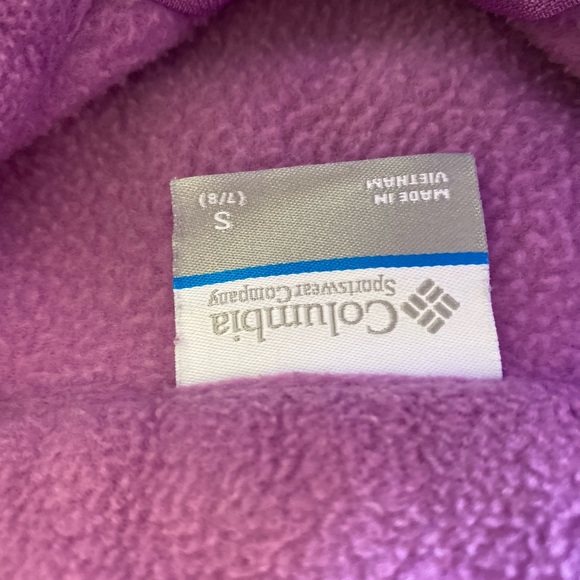 Columbia
Sportswear Company
S
(7/8)
MADE IN
VIETNAM